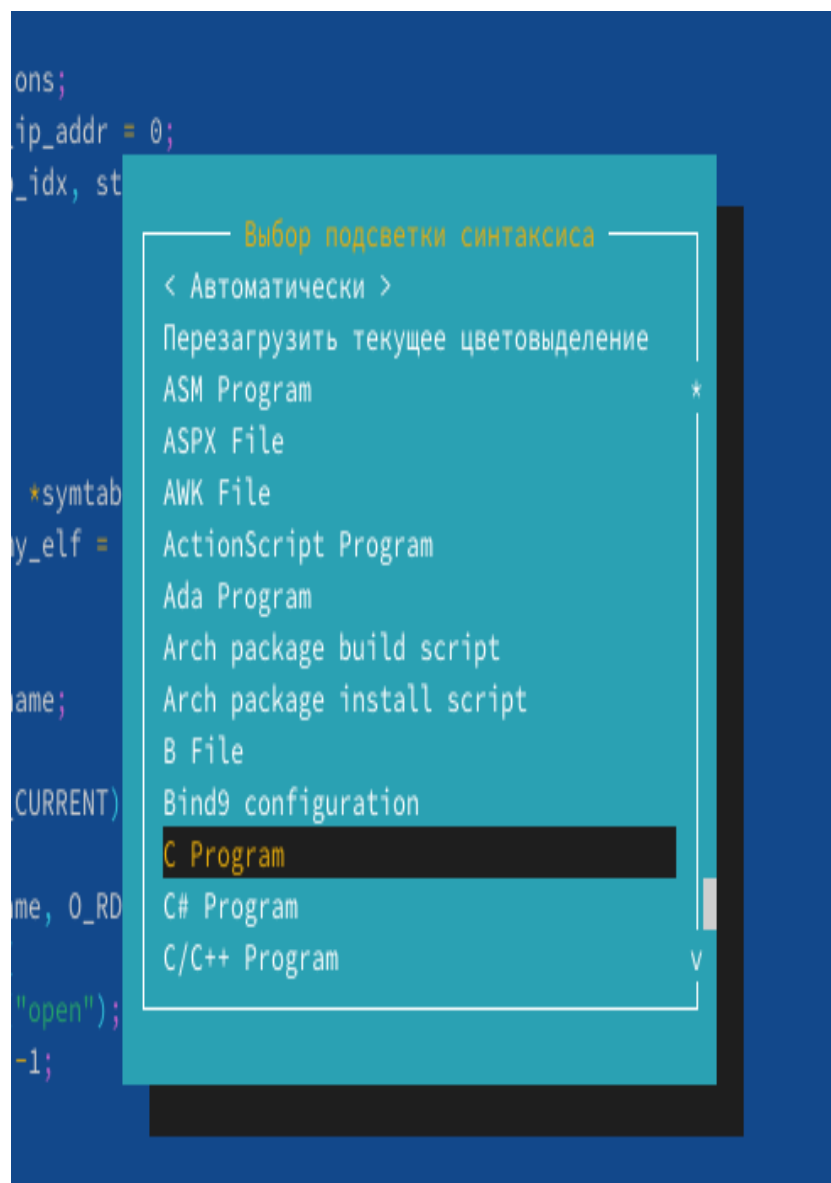 ons;
_ip_addr = 0;
_idx, st
Выбор подсветки синтаксиса
< Автоматически >
Перезагрузить текущее цветовыделение
ASM Program *
ASPX File
*symtab AWK File
y_elf = ActionScript Program
Ada Program
Arch package build script
ame; Arch package install script
B File
_CURRENT) Bind9 configuration
C Program
me, O_RD C# Program
C/C++ Program v
"open");
-1;